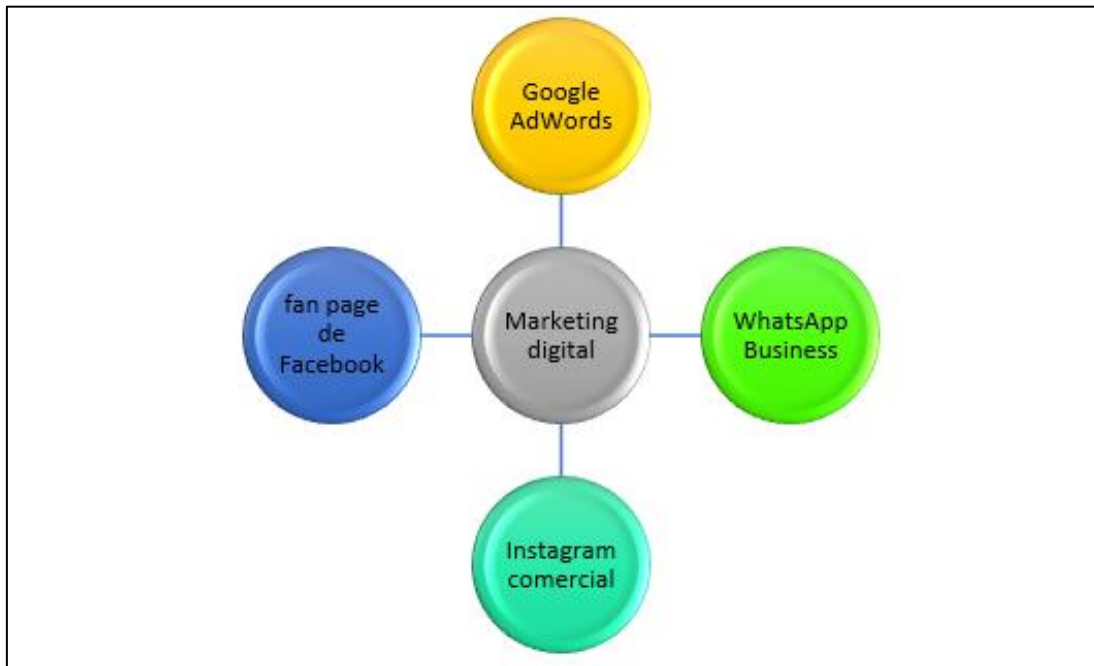 Google
AdWords
fan page
de
Facebook
Marketing
digital
WhatsApp
Business
Instagram
comercial